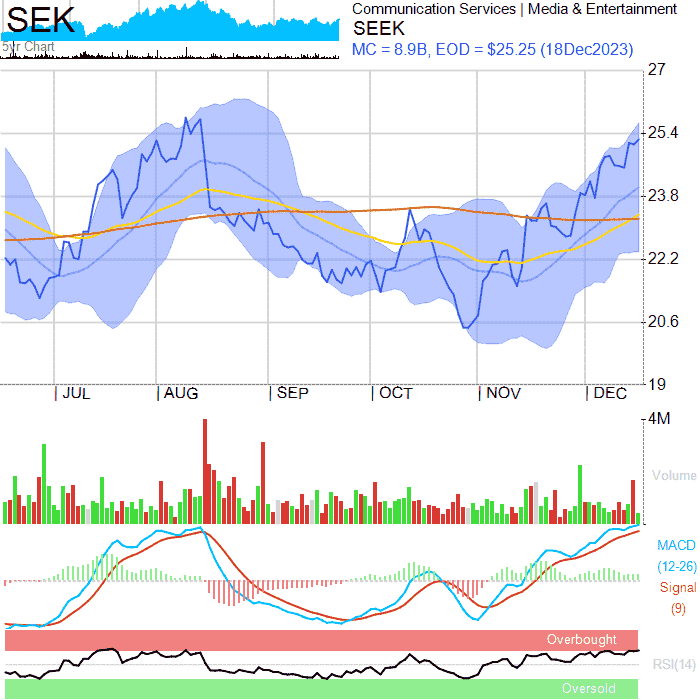 SEK
5yr Chart
Communication Services | Media & Entertainment
SEEK
MC = 8.9B, EOD = $25.25 (18Dec2023)
27
25.4
23.8
22.2
20.6
19
| JUL | AUG | SEP | OCT | NOV | DEC
4M
Volume
MACD
(12-26)
Signal
(9)
Overbought
RSI(14)
Oversold